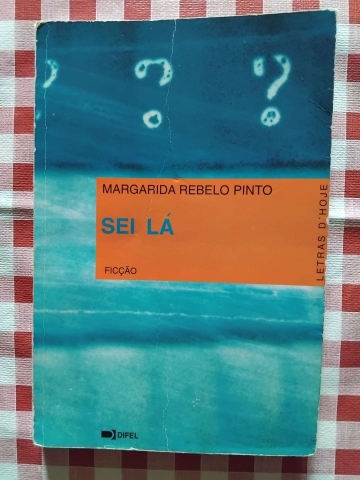 ? ? ?
MARGARIDA REBELO PINTO
SEI LÁ
FICÇÃO
LETRAS D'HOJE
DIFEL